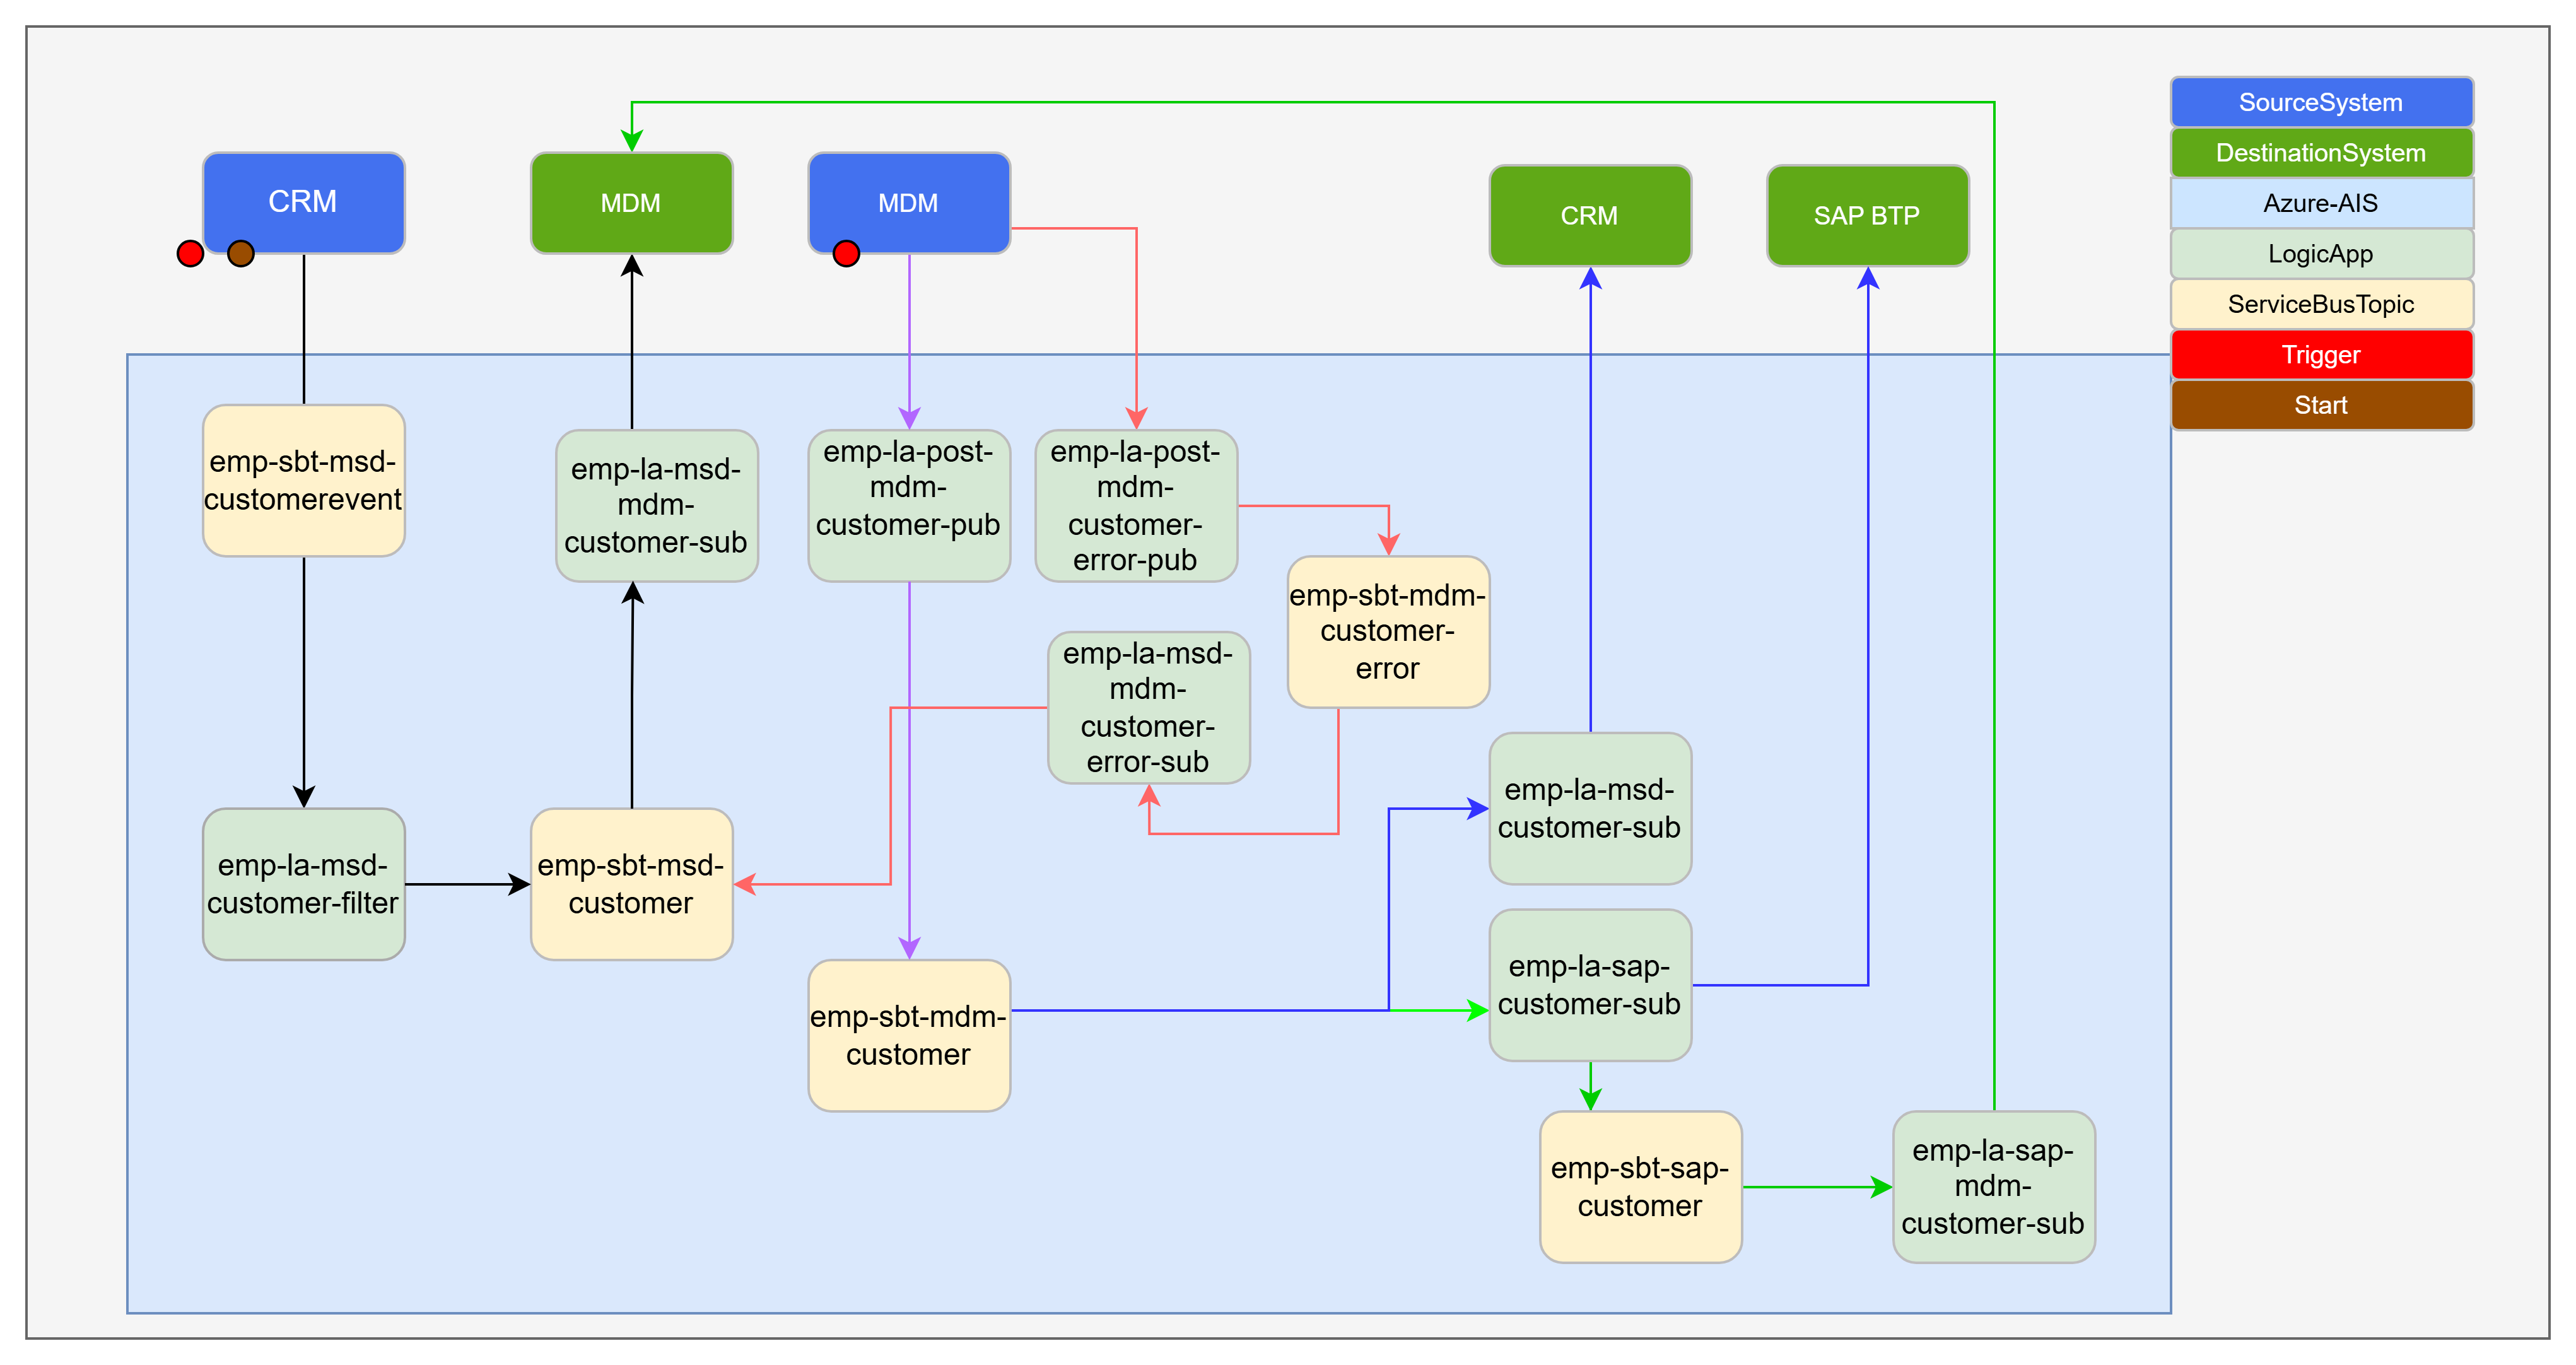 CRM
MDM
MDM
CRM
SAP BTP
SourceSystem
DestinationSystem
Azure-AIS
LogicApp
ServiceBusTopic
Trigger
Start
emp-sbt-msd-
customerevent
emp-la-msd-
mdm-
customer-sub
emp-la-post-
mdm-
customer-pub
emp-la-post-
mdm-
customer-
error-pub
emp-sbt-mdm-
customer-
error
emp-la-msd-
mdm-
customer-
error-sub
emp-la-msd-
customer-sub
emp-la-msd-
customer-filter
emp-sbt-msd-
customer
emp-la-sap-
customer-sub
emp-sbt-mdm-
customer
emp-sbt-sap-
customer
emp-la-sap-
mdm-
customer-sub